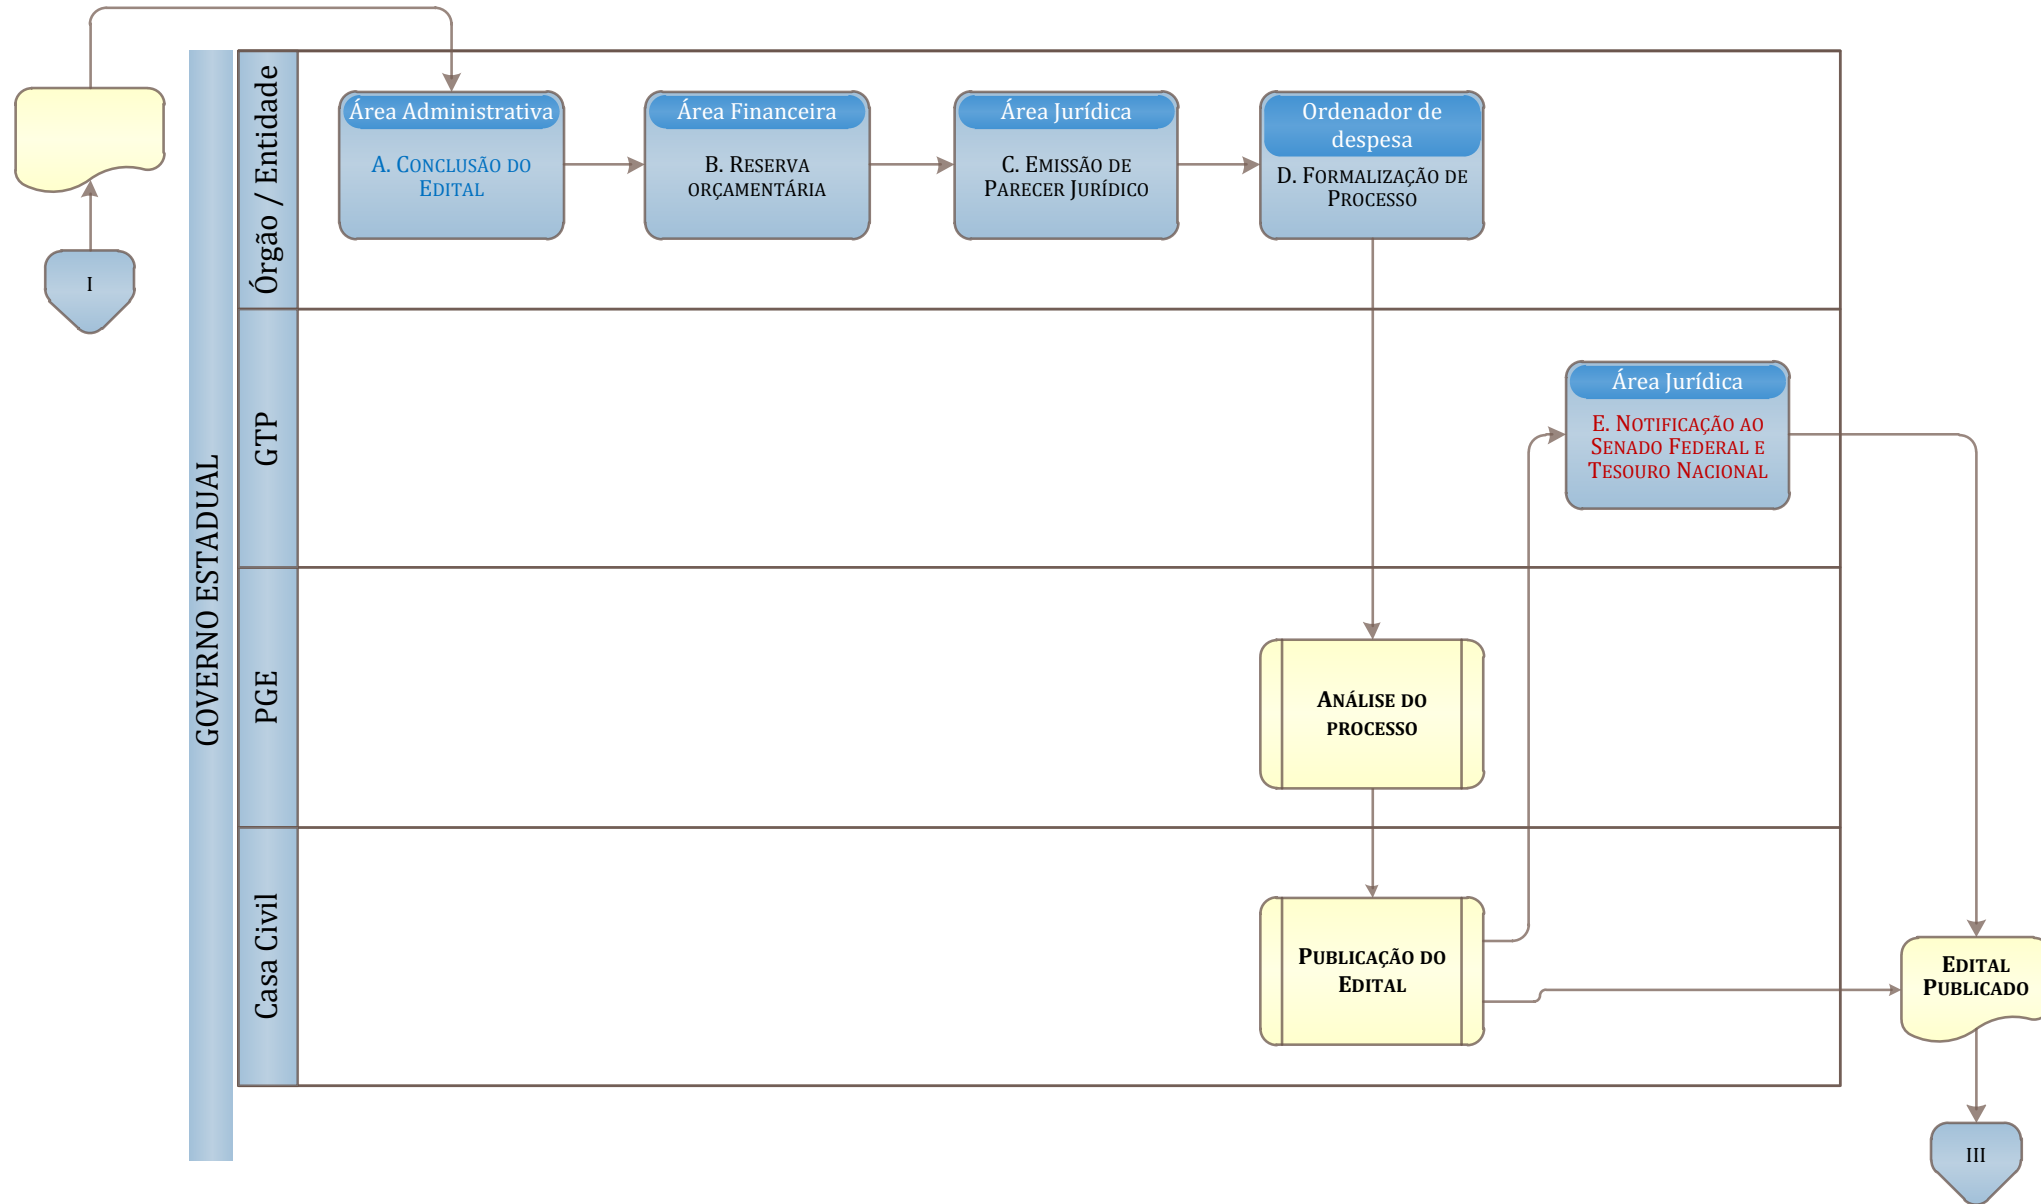 I
GOVERNO ESTADUAL
Órgão / Entidade
Área Administrativa
A. CONCLUSÃO DO
EDITAL
Área Financeira
B. RESERVA
ORÇAMENTÁRIA
Área Jurídica
C. EMISSÃO DE
PARECER JURÍDICO
Ordenador de
despesa
D. FORMALIZAÇÃO DE
PROCESSO
GTP
Área Jurídica
E. NOTIFICAÇÃO AO
SENADO FEDERAL E
TESOURO NACIONAL
PGE
ANÁLISE DO
PROCESSO
Casa Civil
PUBLICAÇÃO DO
EDITAL
EDITAL
PUBLICADO
III